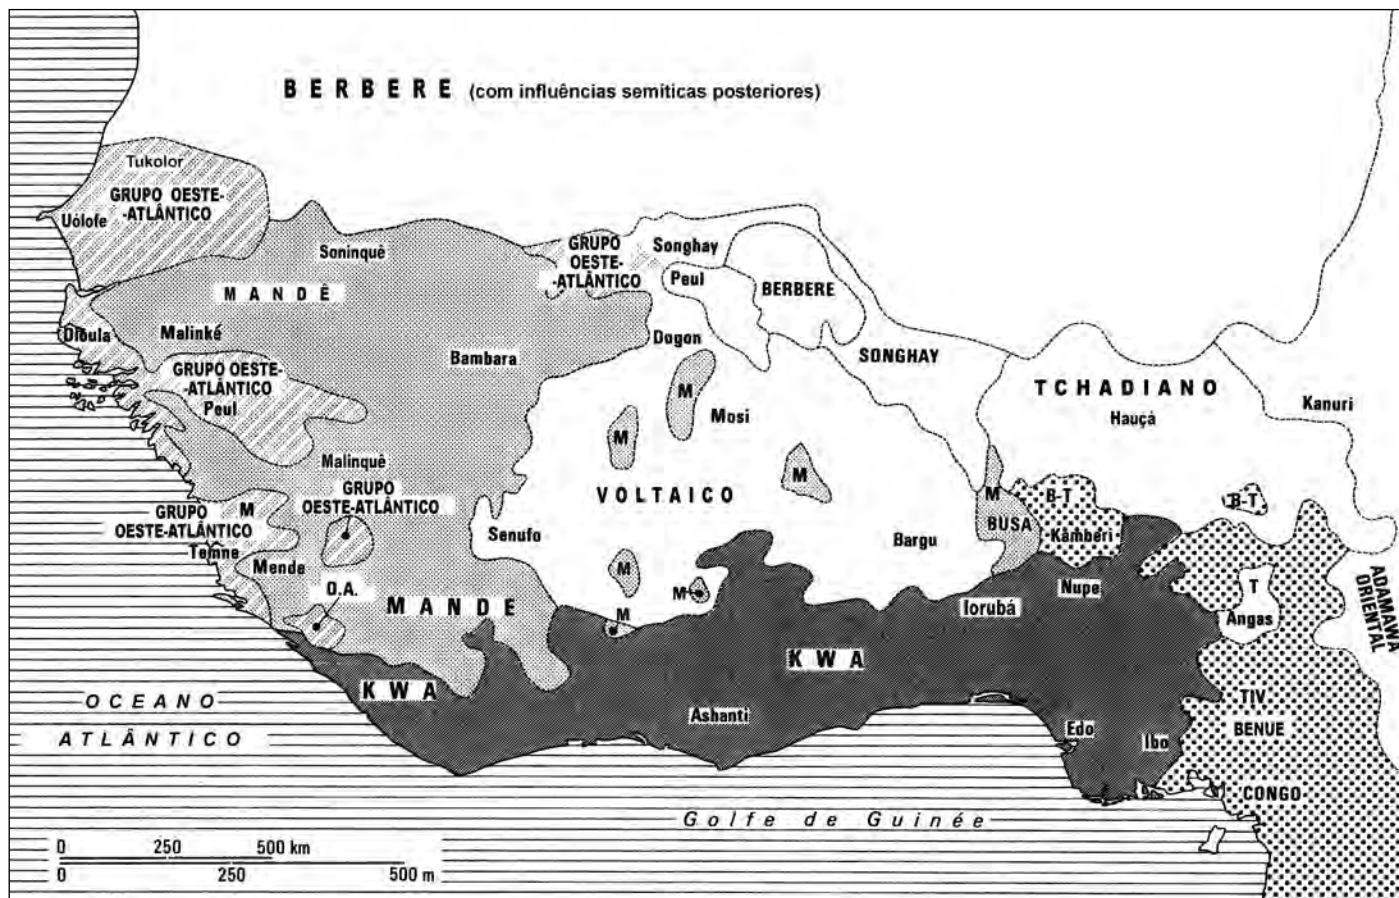 BERBERE (com influências semíticas posteriores)
Tukolor
GRUPO OESTE-
-ATLÂNTICO
Uólofe
Soninquê
GRUPO
OESTE-
-ATLÂNTICO
Songhay
Peul
BERBERE
MANDÊ
Dioula
Malinké
Bambara
Dogon
SONGHAY
GRUPO OESTE-
-ATLÂNTICO
Peul
M
Mosi
TCHADIANO
Hauçá
Kanuri
M
Malinquê
GRUPO
OESTE-ATLÂNTICO
M
VOLTAICO
M
BUSA
B-T
Kamberi
B-T
GRUPO
OESTE-ATLÂNTICO
M
Temne
Mende
Senufo
Bargu
O.A.
MANDE
M
M
M
Iorubá
Nupe
T
Angas
ADAMAWA
ORIENTAL
KWA
KWA
Ashanti
Edo
Ibo
TIV
BENUE
CONGO
OCEANO
ATLÂNTICO
Golfe de Guinée
0 250 500 km
0 250 500 m